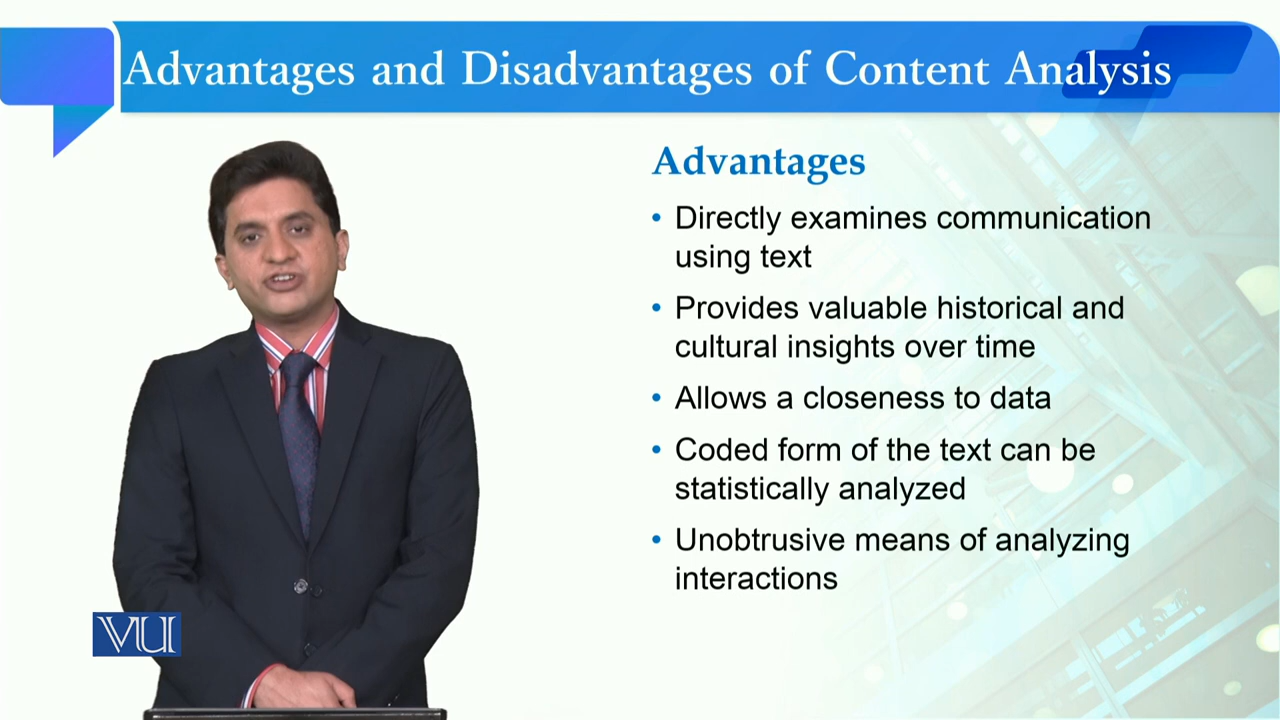 Advantages and Disadvantages of Content Analysis
Advantages
• Directly examines communication
using text
• Provides valuable historical and
cultural insights over time
• Allows a closeness to data
• Coded form of the text can be
statistically analyzed
• Unobtrusive means of analyzing
interactions
VU